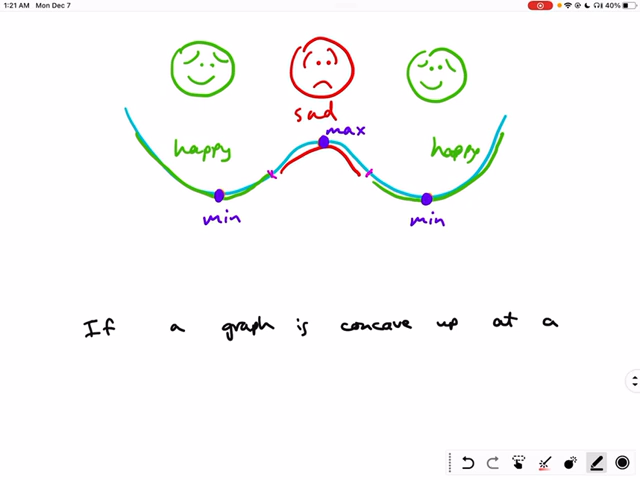 1:21 AM Mon Dec 7
40%
sad
max
happy
happy
min
min
If a graph is concave up at a